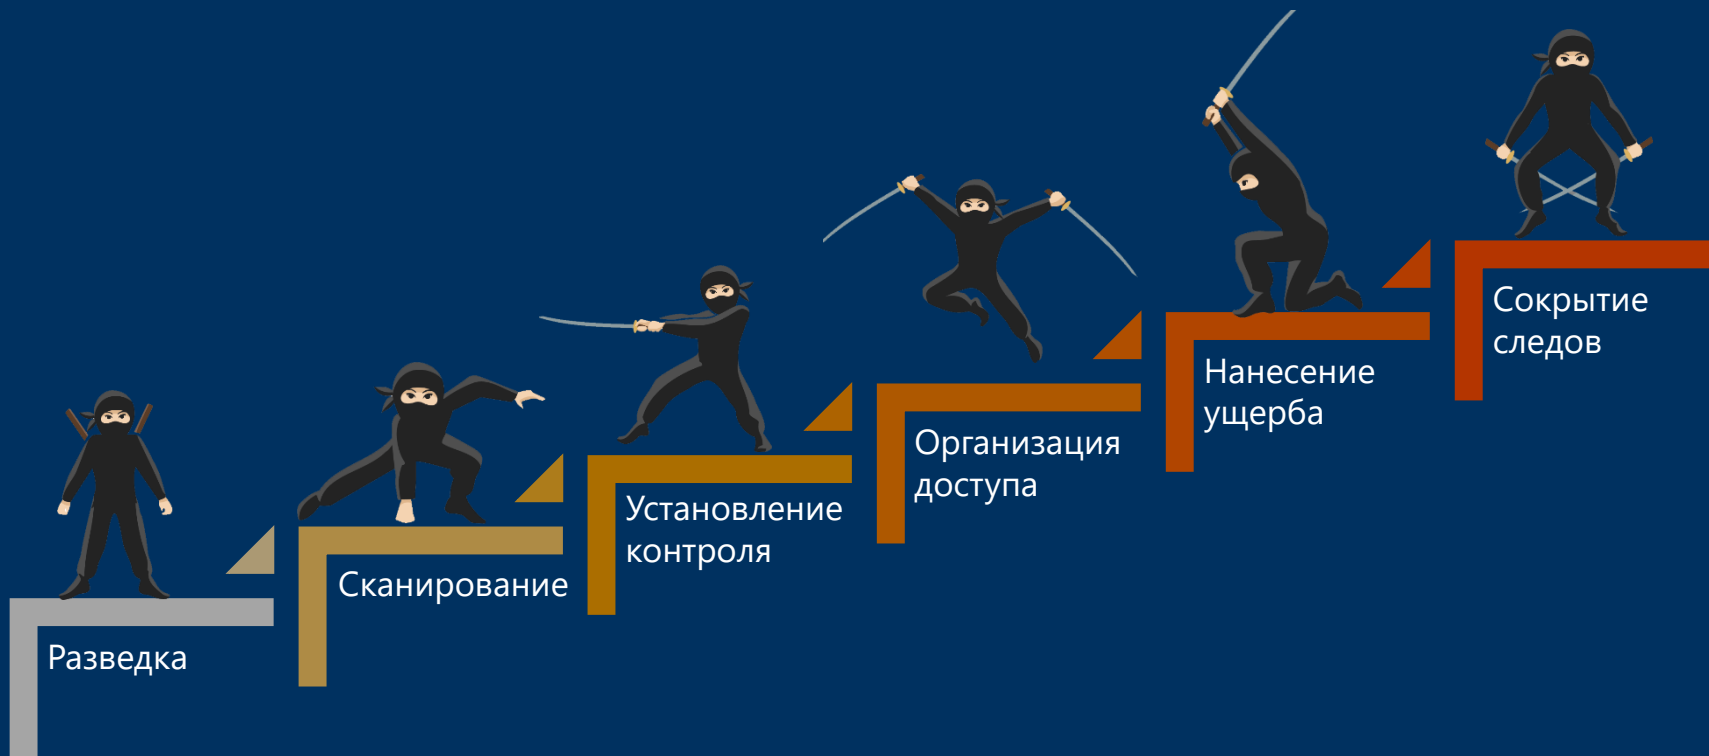 Разведка
Сканирование
Установление
контроля
Организация
доступа
Нанесение
ущерба
Сокрытие
следов